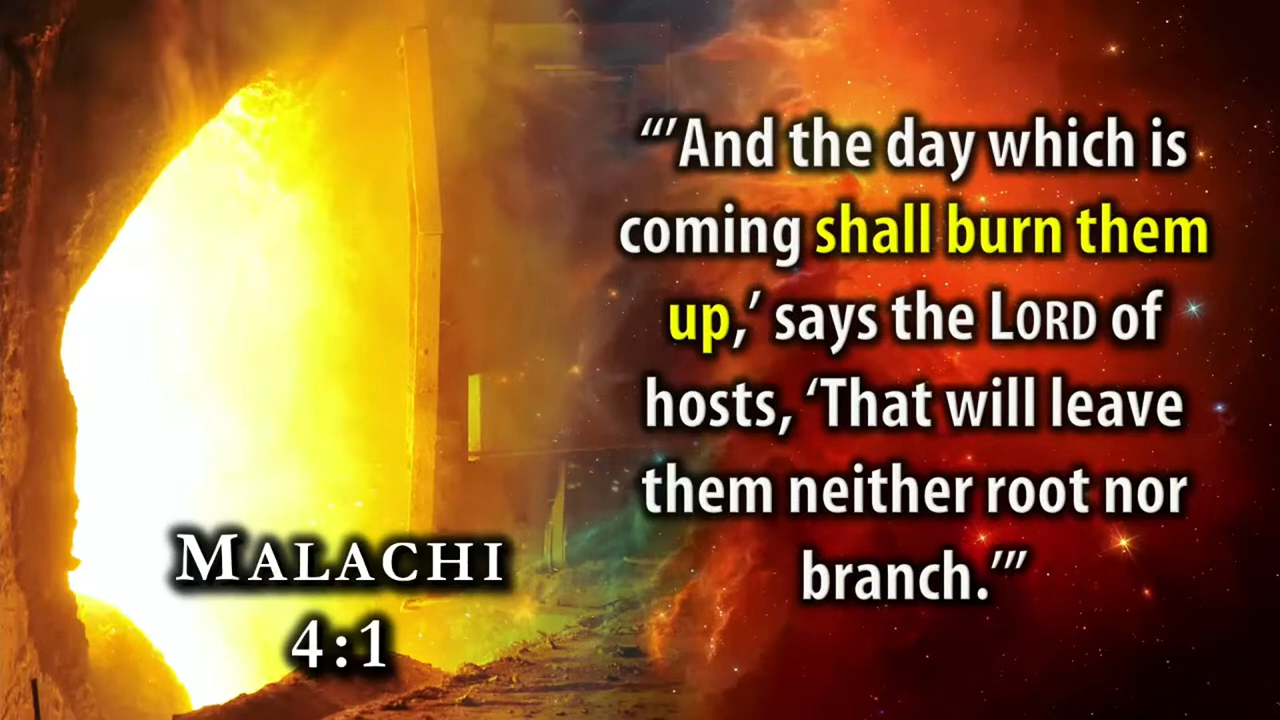 “‘And the day which is
coming shall burn them
up,’ says the LORD of
hosts, ‘That will leave
them neither root nor
branch.’”
MALACHI
4:1